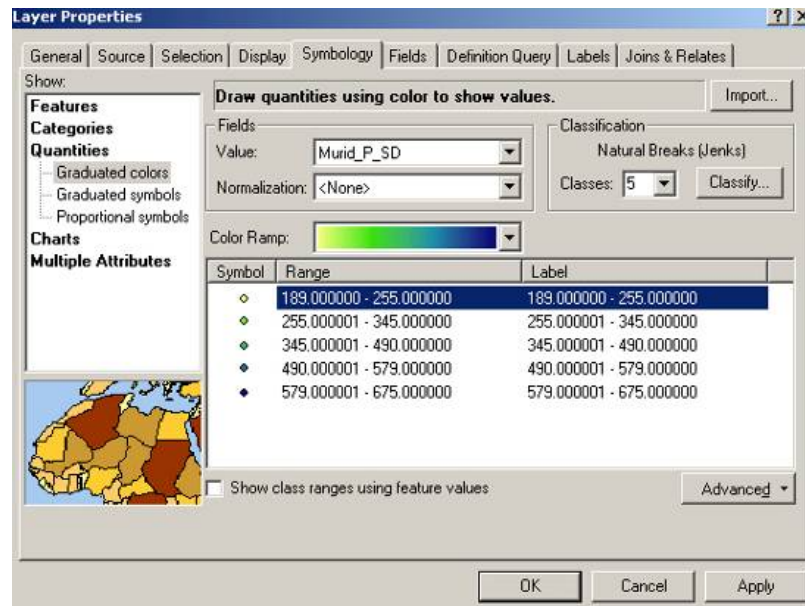 Layer Properties
General Source Selection Display Symbology Fields Definition Query Labels Joins & Relates
Show:
Features
Categories
Quantities
Graduated colors
Graduated symbols
Proportional symbols
Charts
Multiple Attributes
Draw quantities using color to show values.
Import...
Fields
Value: Murid_P_SD
Normalization: <None>
Classification
Natural Breaks (Jenks)
Classes: 5 Classify...
Color Ramp:
Symbol Range Label
189.000000 - 255.000000 189.000000 - 255.000000
255.000001 - 345.000000 255.000001 - 345.000000
345.000001 - 490.000000 345.000001 - 490.000000
490.000001 - 579.000000 490.000001 - 579.000000
579.000001 - 675.000000 579.000001 - 675.000000
Show class ranges using feature values
Advanced
OK Cancel Apply